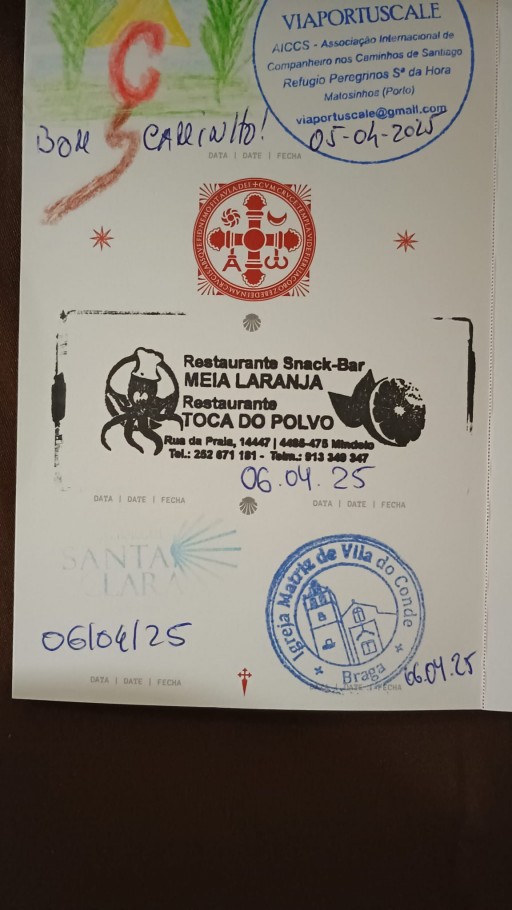 C
S
BOM CAMINHO!
VIAPORTUSCALE
AICCS - Associação Internacional de
Companheiro nos Caminhos de Santiago
Refugio Peregrinos Sª da Hora
Matosinhos (Porto)
viaportuscale@gmail.com
05-04-2025
DATA | DATE | FECHA
A ω
Restaurante Snack-Bar
MEIA LARANJA
Restaurante
TOCA DO POLVO
Rua da Praia, 14447 | 4485-475 Mindelo
Tel.: 252 671 181 - Telm.: 913 349 347
06.04.25
DATA | DATE | FECHA
DATA | DATE | FECHA
SANTA
CLARA
06/04/25
DATA | DATE | FECHA
Igreja Matriz de Vila do Conde
Braga
06.04.25
DATA | DATE | FECHA